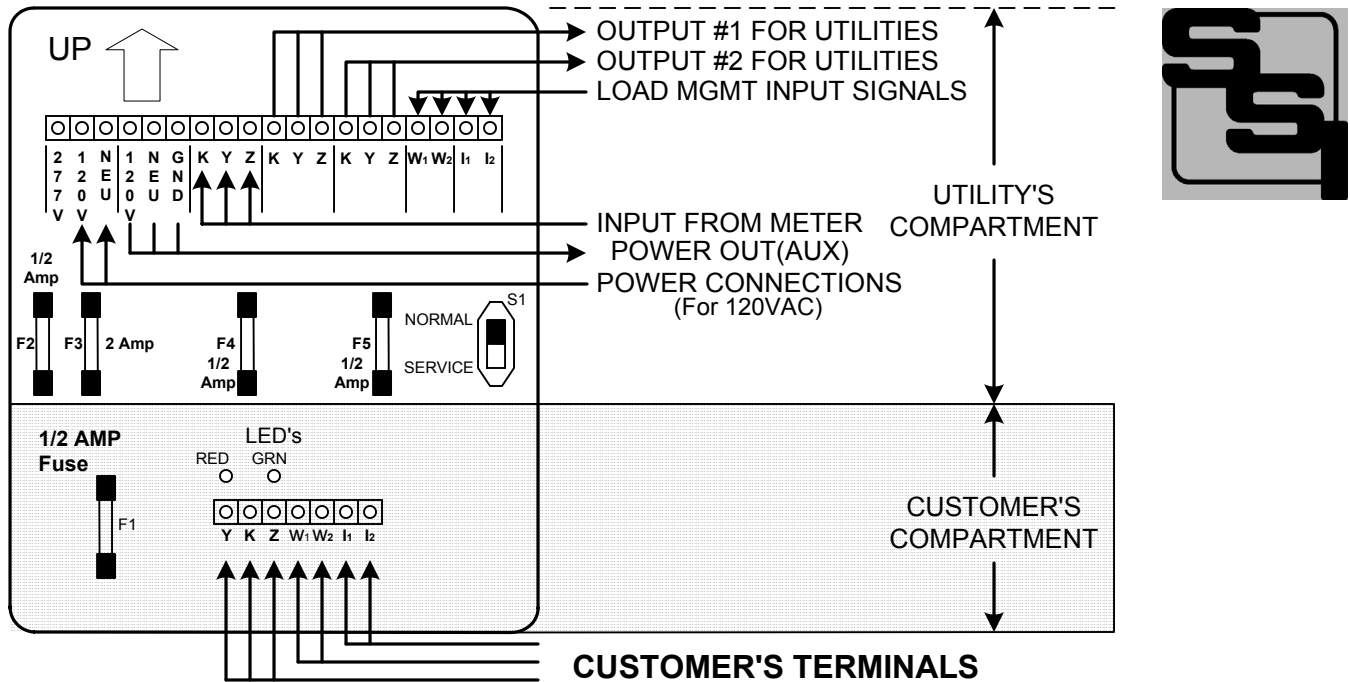 UP
OUTPUT #1 FOR UTILITIES
OUTPUT #2 FOR UTILITIES
LOAD MGMT INPUT SIGNALS
SSI
277V 120V NEU 120V NEU GND K Y Z K Y Z K Y Z W1 W2 I1 I2
INPUT FROM METER
POWER OUT(AUX)
POWER CONNECTIONS
(For 120VAC)
UTILITY'S
COMPARTMENT
1/2
Amp
F2
F3
2 Amp
F4
1/2
Amp
F5
1/2
Amp
S1
NORMAL
SERVICE
1/2 AMP
Fuse
F1
LED's
RED GRN
Y K Z W1 W2 I1 I2
CUSTOMER'S
COMPARTMENT
CUSTOMER'S TERMINALS